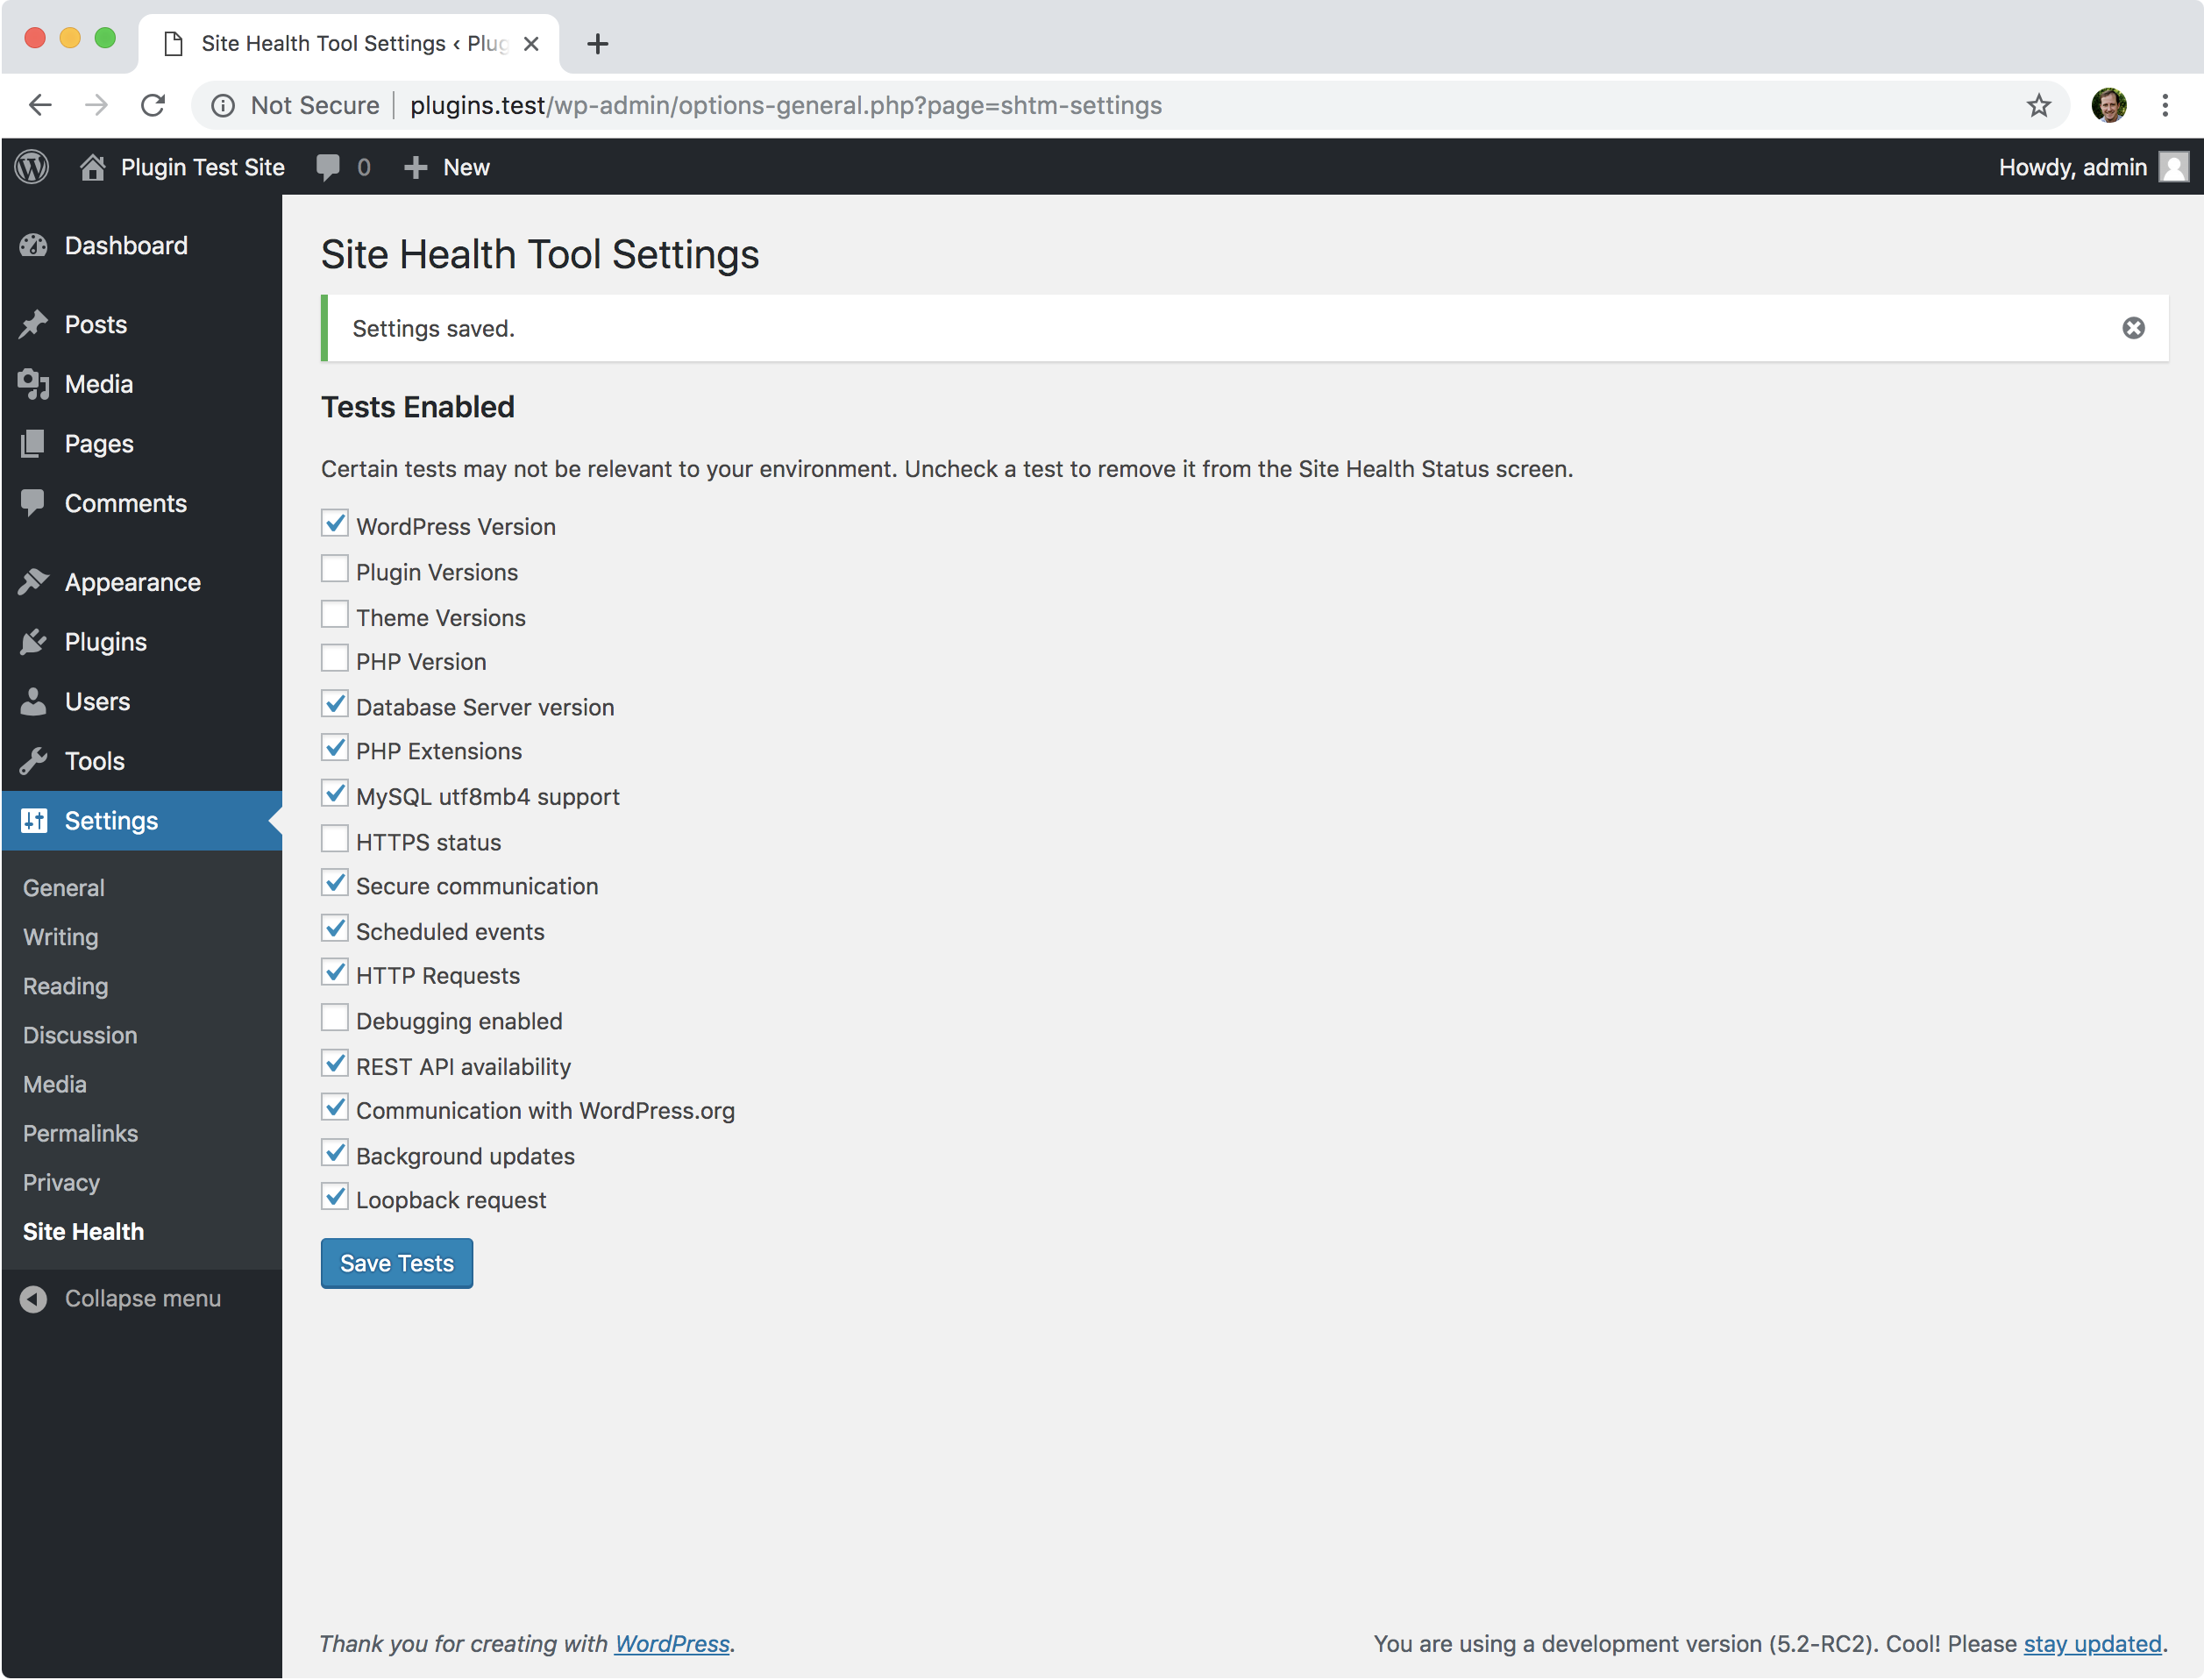 Site Health Tool Settings ‹ Plug
Not Secure plugins.test/wp-admin/options-general.php?page=shtm-settings
Plugin Test Site 0 New Howdy, admin
Dashboard
Posts
Media
Pages
Comments
Appearance
Plugins
Users
Tools
Settings
General
Writing
Reading
Discussion
Media
Permalinks
Privacy
Site Health
Collapse menu
Site Health Tool Settings
Settings saved.
Tests Enabled
Certain tests may not be relevant to your environment. Uncheck a test to remove it from the Site Health Status screen.
WordPress Version
Plugin Versions
Theme Versions
PHP Version
Database Server version
PHP Extensions
MySQL utf8mb4 support
HTTPS status
Secure communication
Scheduled events
HTTP Requests
Debugging enabled
REST API availability
Communication with WordPress.org
Background updates
Loopback request
Save Tests
Thank you for creating with WordPress.
You are using a development version (5.2-RC2). Cool! Please stay updated.